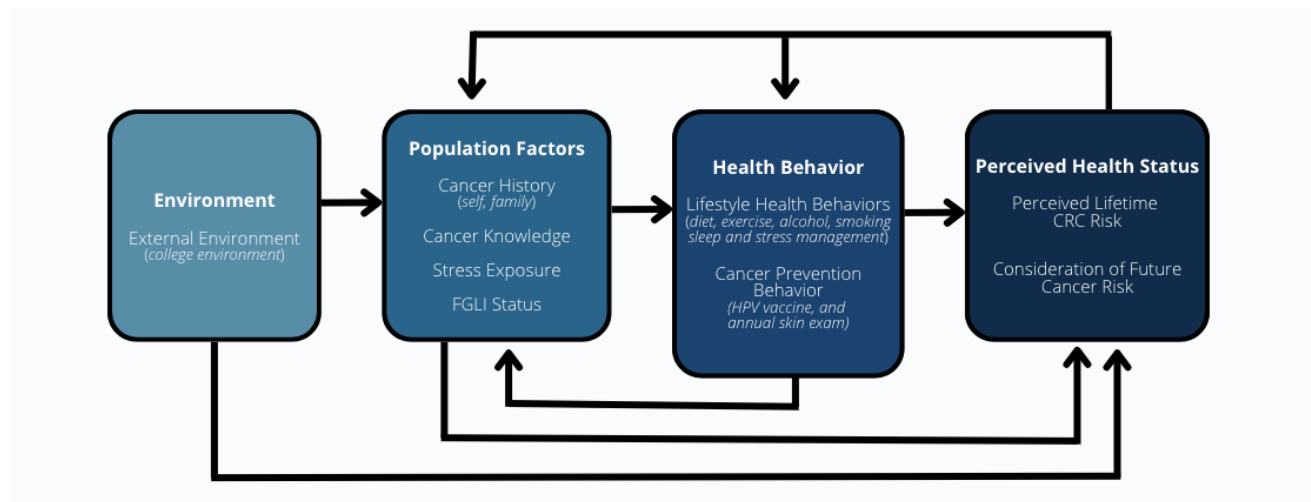 Environment
External Environment
(college environment)
Population Factors
Cancer History
(self, family)
Cancer Knowledge
Stress Exposure
FGLI Status
Health Behavior
Lifestyle Health Behaviors
(diet, exercise, alcohol, smoking
sleep and stress management)
Cancer Prevention
Behavior
(HPV vaccine, and
annual skin exam)
Perceived Health Status
Perceived Lifetime
CRC Risk
Consideration of Future
Cancer Risk